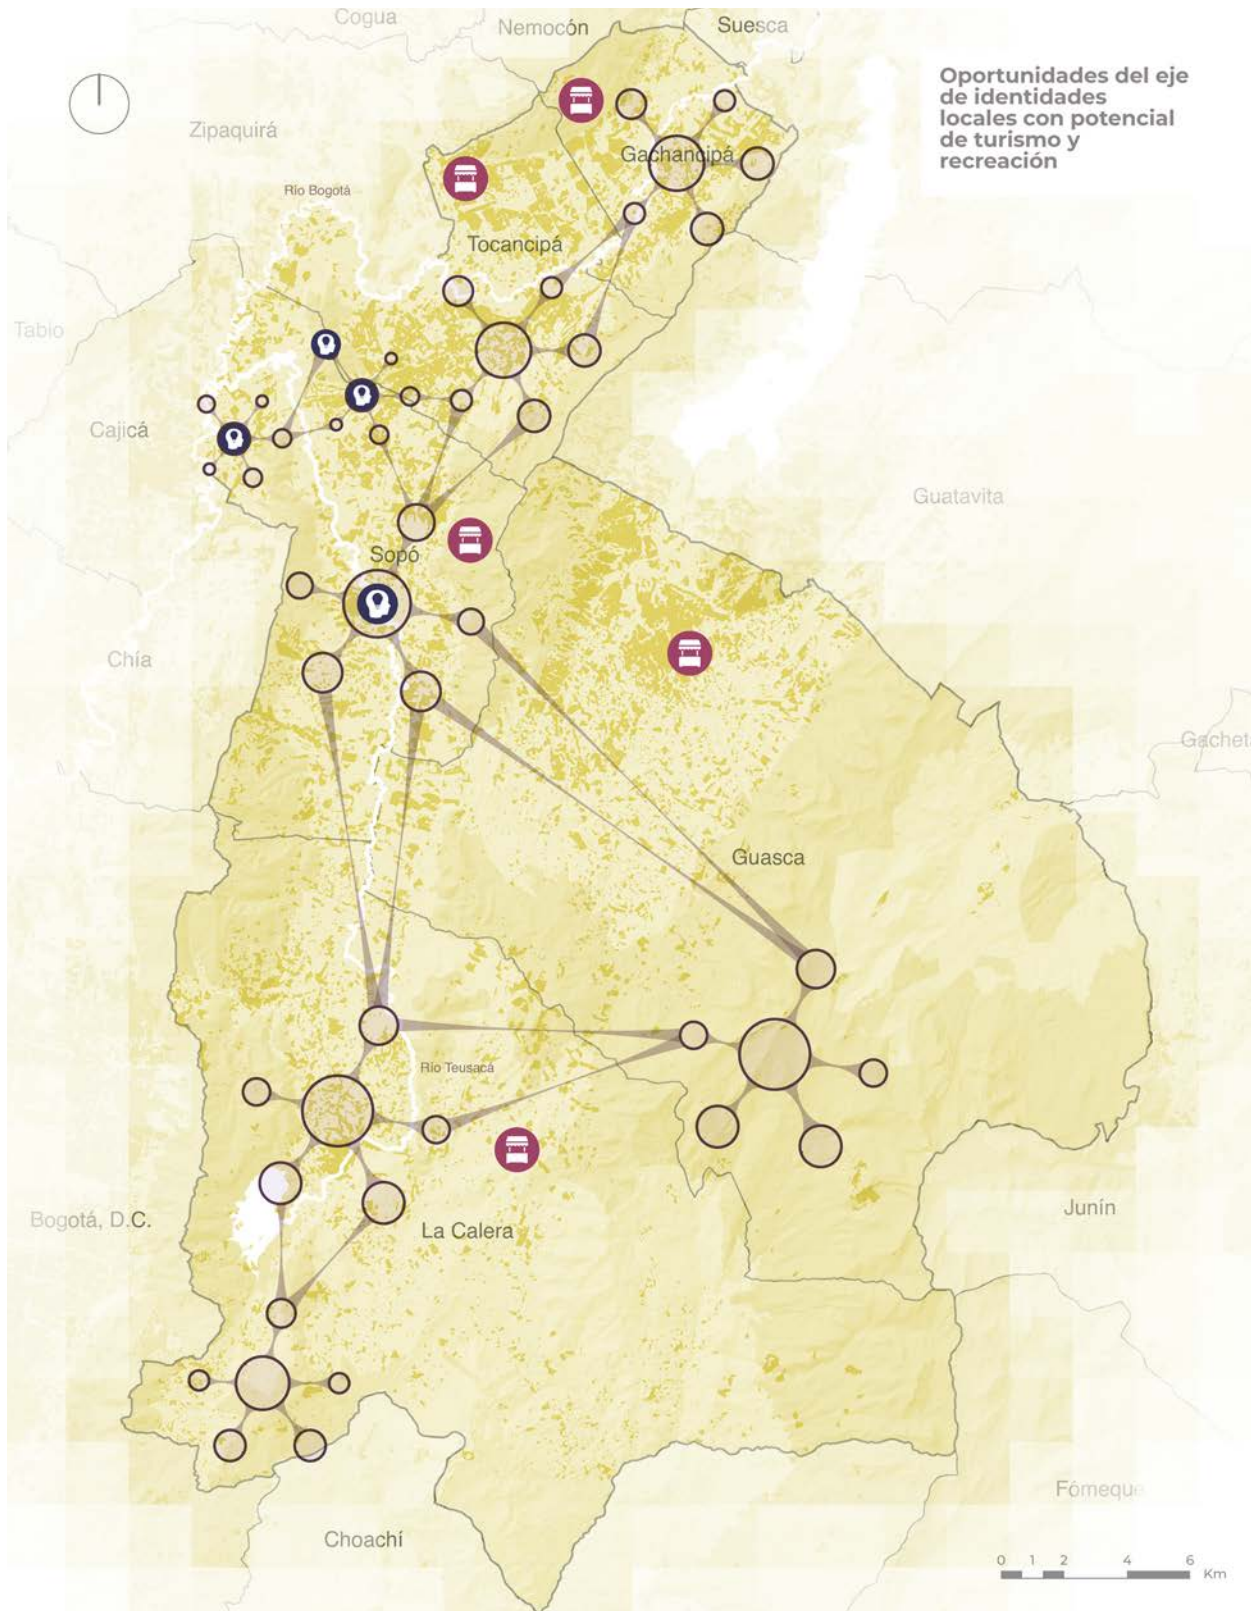 Cogua
Nemocón
Suesca
Oportunidades del eje
de identidades
locales con potencial
de turismo y
recreación
Zipaquirá
Gachancipá
Río Bogotá
Tocancipá
Tabio
Cajicá
Guatavita
Sopó
Chía
Gachet
Guasca
Río Teusacá
Junín
Bogotá, D.C.
La Calera
Fómeque
Choachí
0 1 2 4 6
Km